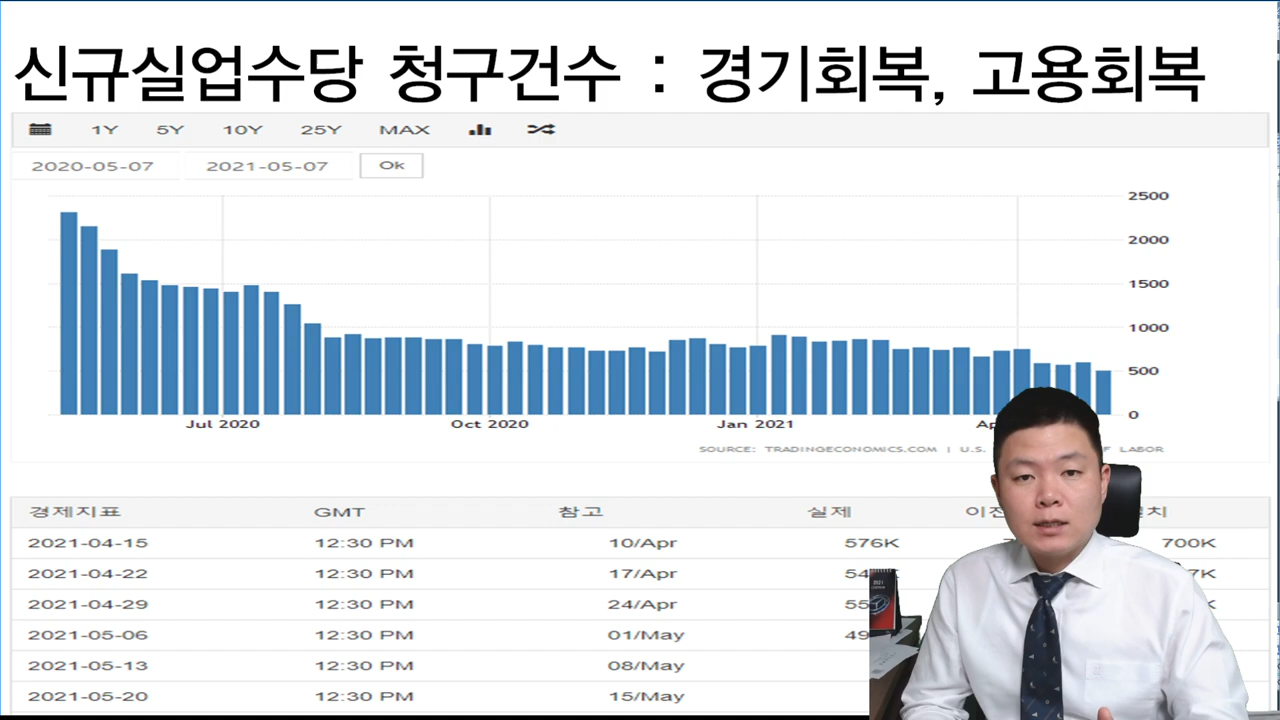 신규실업수당 청구건수 : 경기회복, 고용회복
1Y 5Y 10Y 25Y MAX
2020-05-07 2021-05-07 Ok
2500
2000
1500
1000
500
0
Jul 2020 Oct 2020 Jan 2021
SOURCE: TRADINGECONOMICS.COM | U.S. LABOR
경제지표 GMT 참고 실제
2021-04-15 12:30 PM 10/Apr 576K 700K
2021-04-22 12:30 PM 17/Apr
2021-04-29 12:30 PM 24/Apr
2021-05-06 12:30 PM 01/May
2021-05-13 12:30 PM 08/May
2021-05-20 12:30 PM 15/May
2021